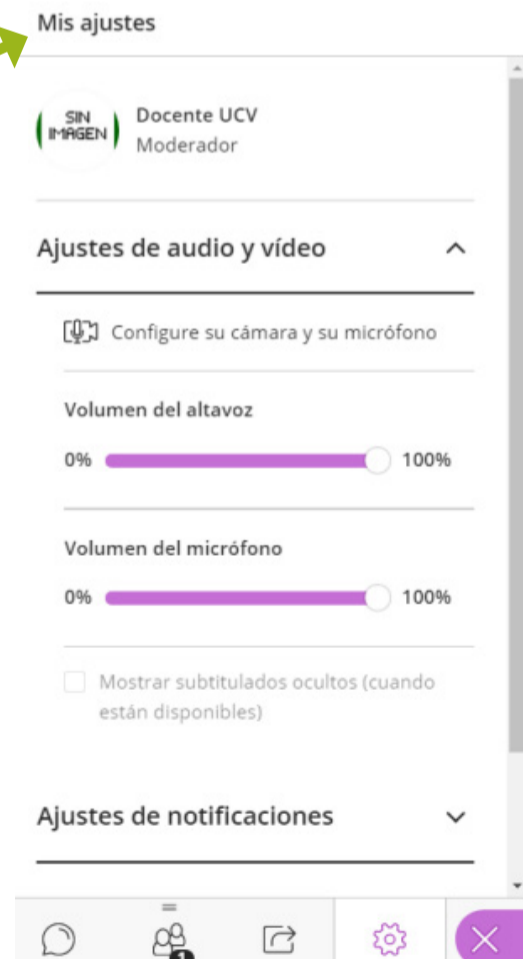 Mis ajustes
SIN
IMAGEN
Docente UCV
Moderador
Ajustes de audio y vídeo
Configure su cámara y su micrófono
Volumen del altavoz
0% 100%
Volumen del micrófono
0% 100%
Mostrar subtitulados ocultos (cuando
están disponibles)
Ajustes de notificaciones
1